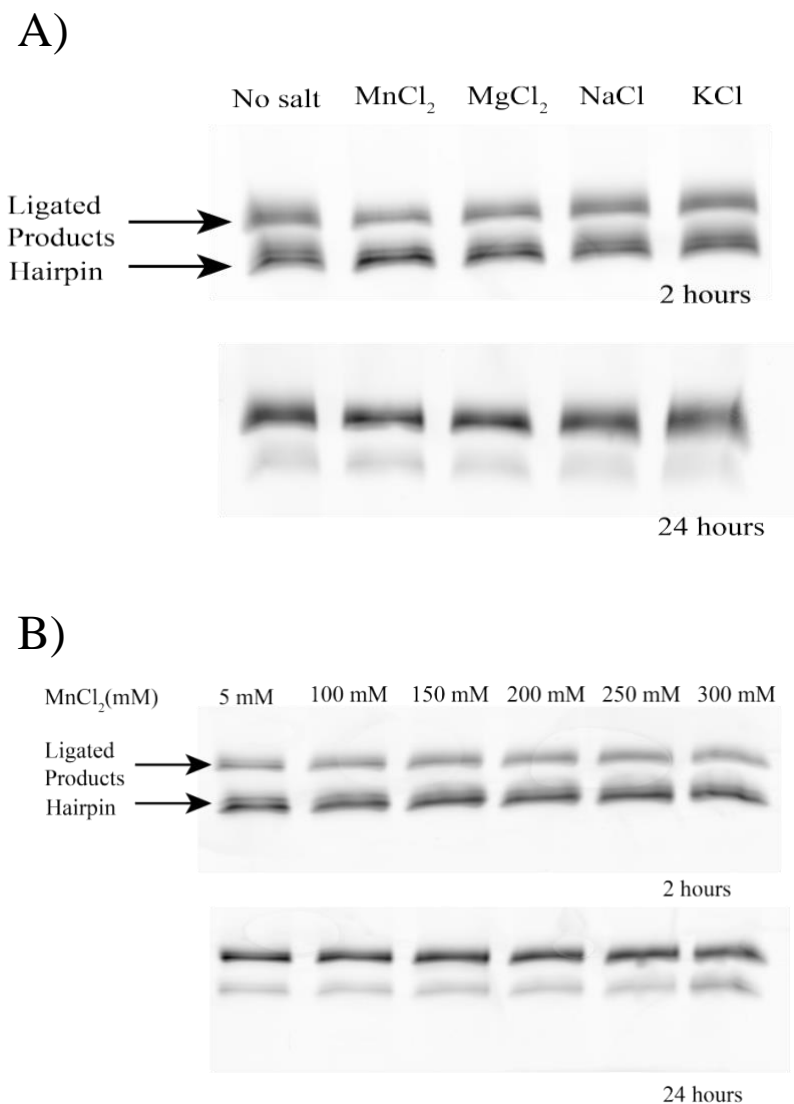 A)
No salt MnCl₂ MgCl₂ NaCl KCl
Ligated
Products
Hairpin
2 hours
24 hours
B)
MnCl₂(mM) 5 mM 100 mM 150 mM 200 mM 250 mM 300 mM
Ligated
Products
Hairpin
2 hours
24 hours